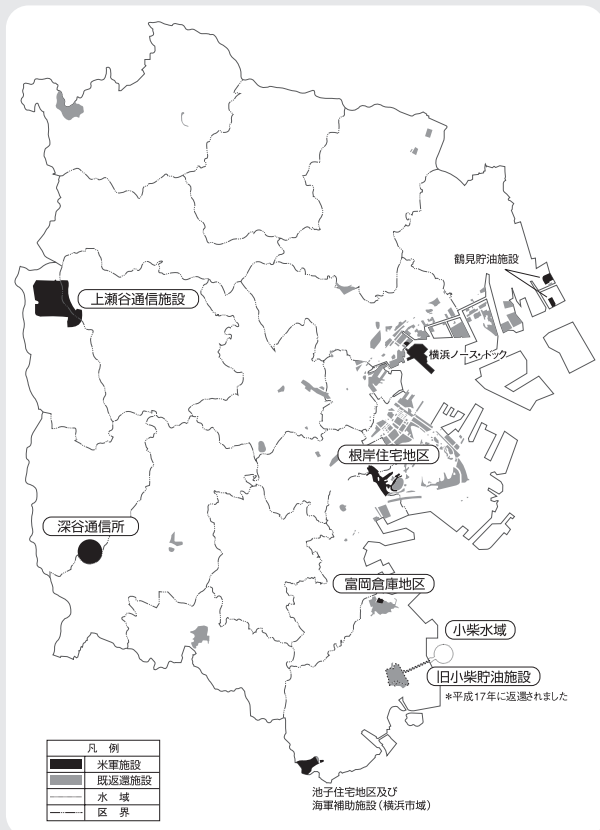 鶴見貯油施設
上瀬谷通信施設
横浜ノース・ドック
根岸住宅地区
深谷通信所
富岡倉庫地区
小柴水域
旧小柴貯油施設
＊平成17年に返還されました
凡 例
米軍施設
既返還施設
水 域
区 界
池子住宅地区及び
海軍補助施設（横浜市域）